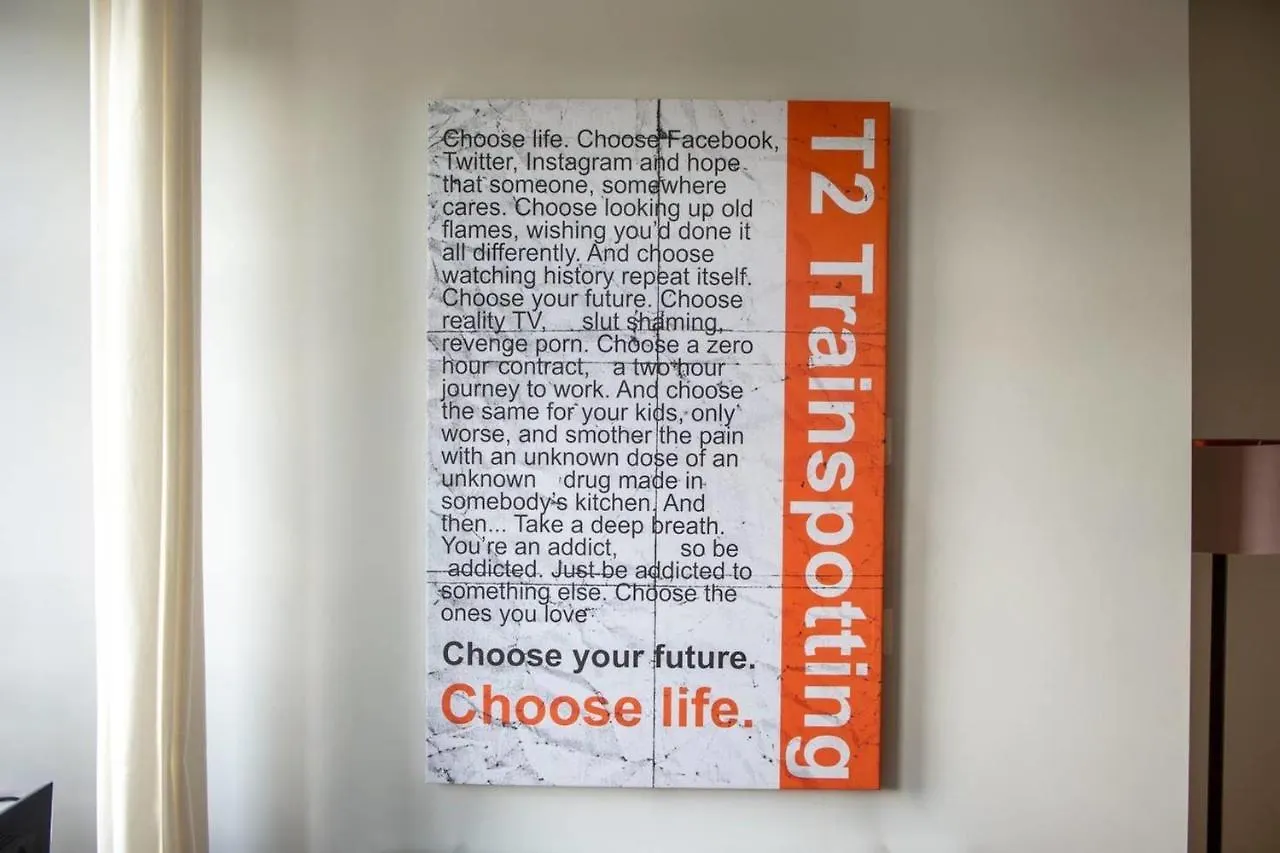 Choose life. Choose Facebook,
Twitter, Instagram and hope
that someone, somewhere
cares. Choose looking up old
flames, wishing you'd done it
all differently. And choose
watching history repeat itself.
Choose your future. Choose
reality TV, slut shaming,
revenge porn. Choose a zero
hour contract, a two hour
journey to work. And choose
the same for your kids, only
worse, and smother the pain
with an unknown dose of an
unknown drug made in
somebody's kitchen. And
then... Take a deep breath.
You're an addict, so be
addicted. Just be addicted to
something else. Choose the
ones you love
Choose your future.
Choose life.
T2 Trainspotting